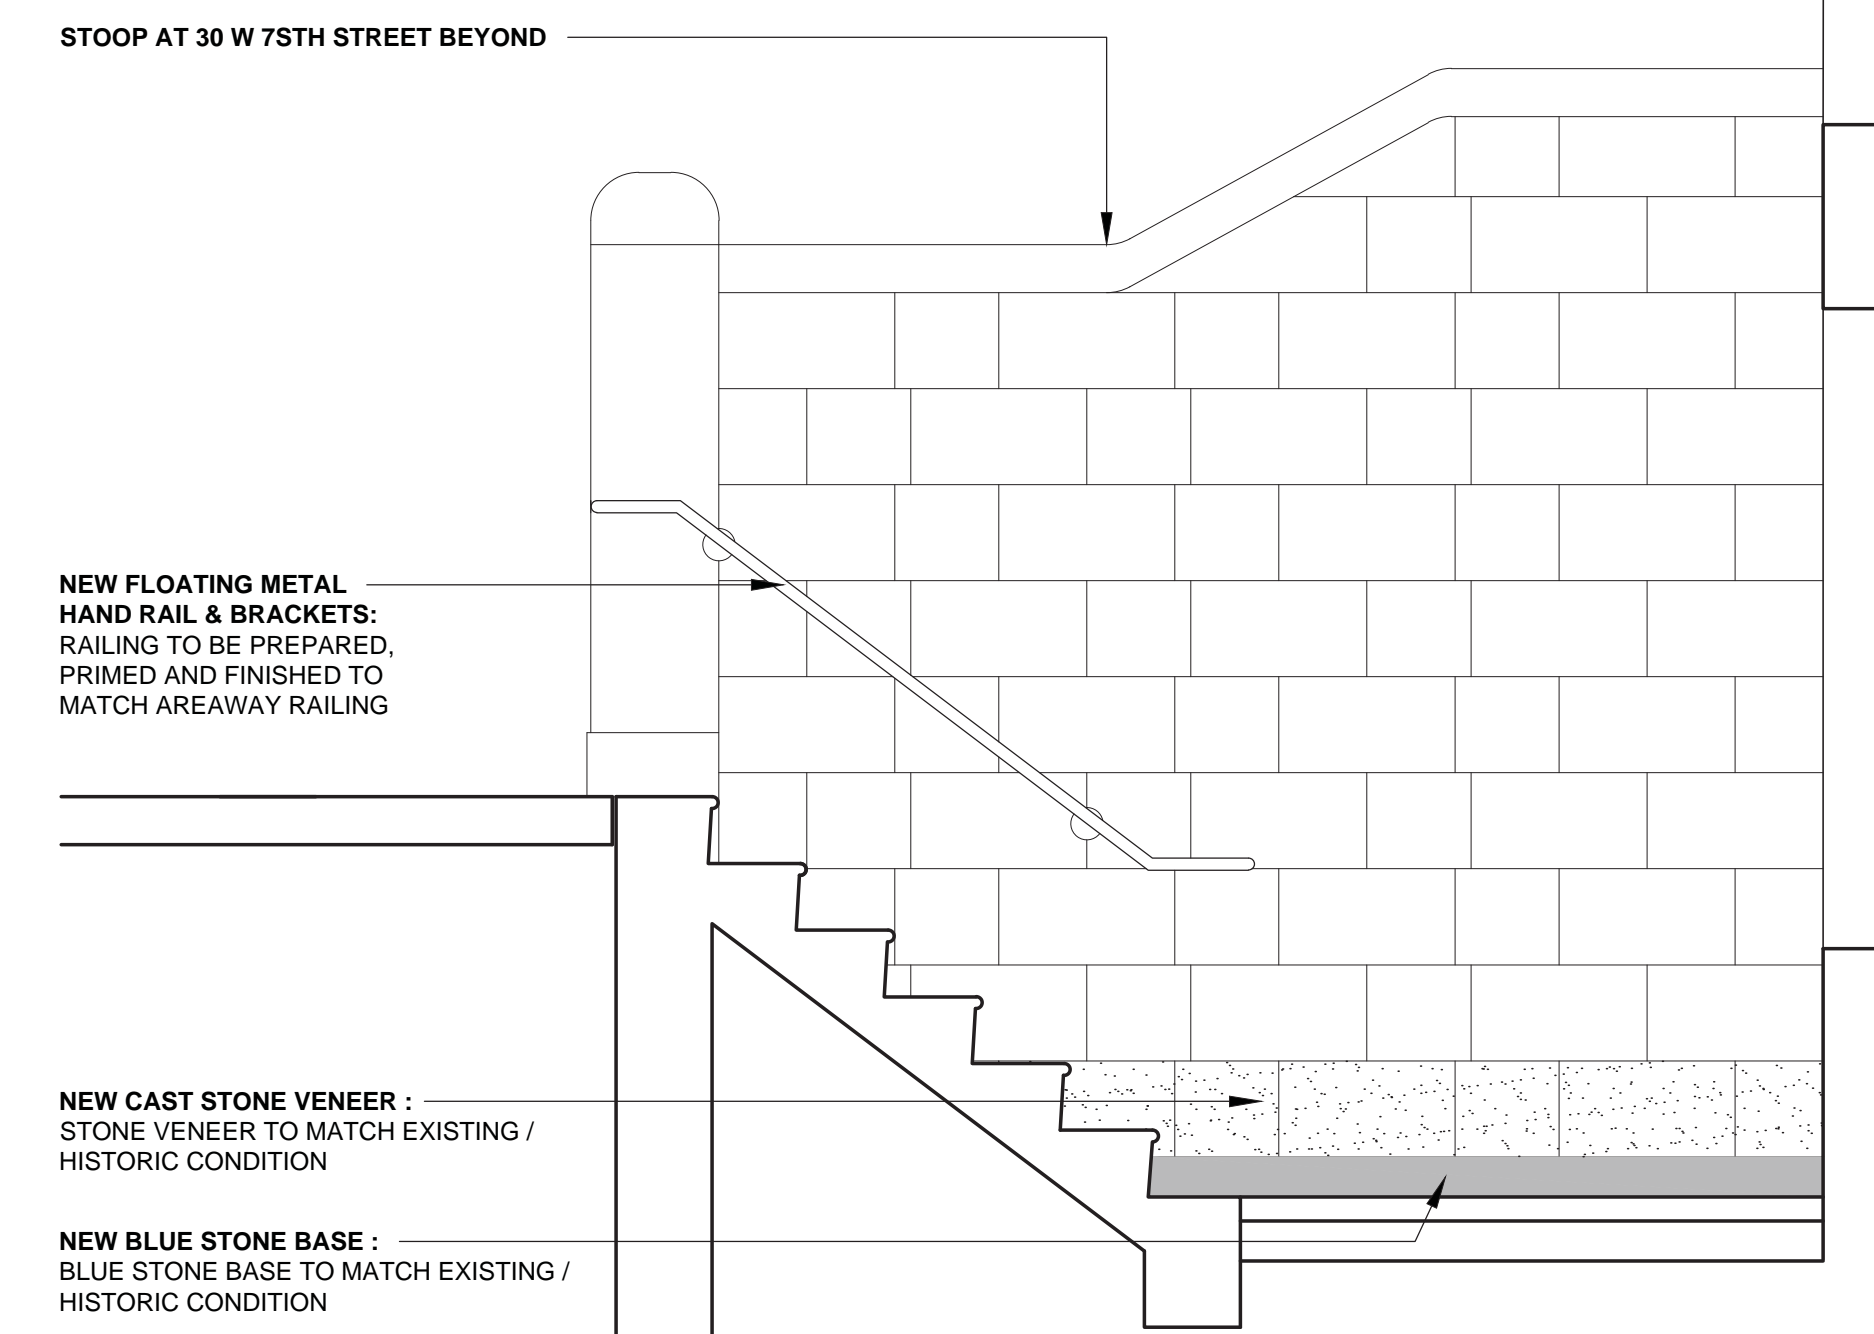 STOOP AT 30 W 7STH STREET BEYOND
NEW FLOATING METAL
HAND RAIL & BRACKETS:
RAILING TO BE PREPARED,
PRIMED AND FINISHED TO
MATCH AREAWAY RAILING
NEW CAST STONE VENEER :
STONE VENEER TO MATCH EXISTING /
HISTORIC CONDITION
NEW BLUE STONE BASE :
BLUE STONE BASE TO MATCH EXISTING /
HISTORIC CONDITION